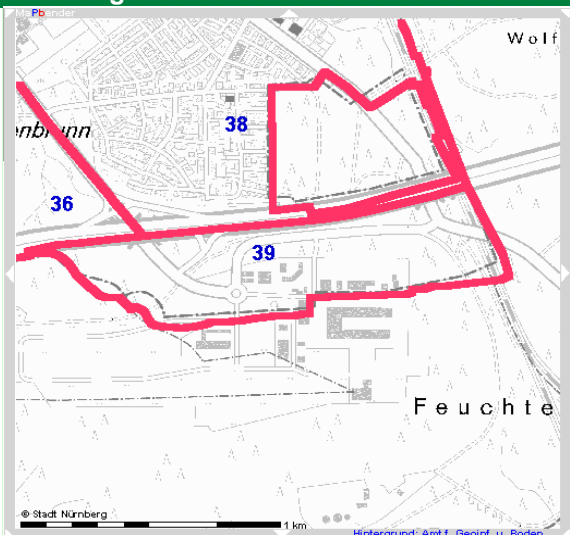 MaPbender
Wolf
38
enbrunn
36
39
Feuchte
© Stadt Nürnberg
1 km
Hintergrund: Amt f. Geoinf. u. Boden